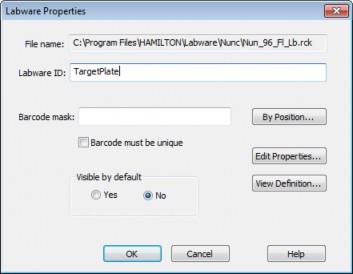 Labware Properties
File name: C:\Program Files\HAMILTON\Labware\Nunc\Nun_96_Fl_Lb.rck
Labware ID: TargetPlate
Barcode mask: By Position...
Barcode must be unique
Edit Properties...
Visible by default
View Definition...
Yes No
OK Cancel Help